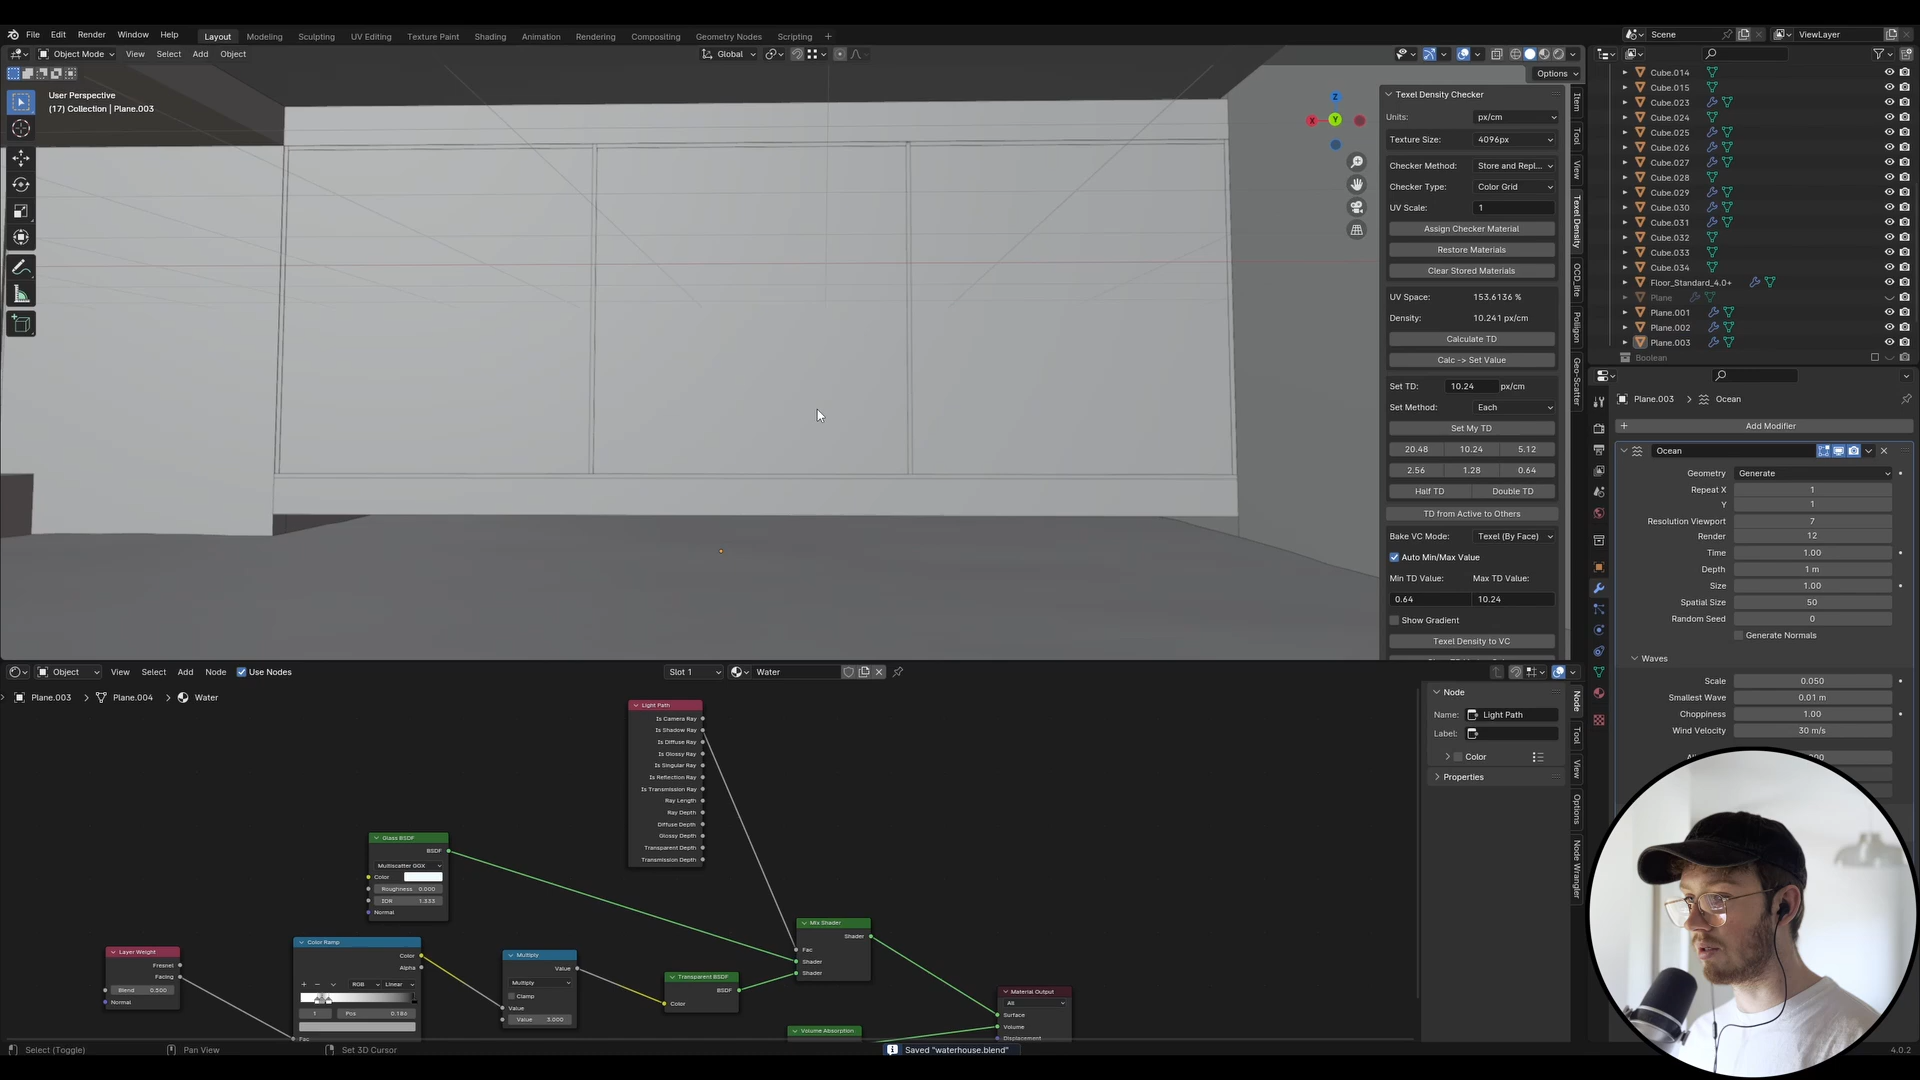 File Edit Render Window Help Layout Modeling Sculpting UV Editing Texture Paint Shading Animation Rendering Compositing Geometry Nodes Scripting + Scene ViewLayer
Object Mode View Select Add Object Global
Options
User Perspective
(17) Collection | Plane.003
Z
X
Y
Texel Density Checker
Units: px/cm
Texture Size: 4096px
Checker Method: Store and Repl...
Checker Type: Color Grid
UV Scale: 1
Assign Checker Material
Restore Materials
Clear Stored Materials
UV Space: 153.6136 %
Density: 10.241 px/cm
Calculate TD
Calc -> Set Value
Set TD: 10.24 px/cm
Set Method: Each
Set My TD
20.48 10.24 5.12
2.56 1.28 0.64
Half TD Double TD
TD from Active to Others
Bake VC Mode: Texel (By Face)
Auto Min/Max Value
Min TD Value: Max TD Value:
0.64 10.24
Show Gradient
Texel Density to VC
Item
Tool
View
Texel Density
OCD_lite
Poliigon
Geo-Scatter
Cube.014
Cube.015
Cube.023
Cube.024
Cube.025
Cube.026
Cube.027
Cube.028
Cube.029
Cube.030
Cube.031
Cube.032
Cube.033
Cube.034
Floor_Standard_4.0+
Plane
Plane.001
Plane.002
Plane.003
Boolean
Plane.003 > Ocean
+ Add Modifier
Ocean
Geometry Generate
Repeat X 1
Y 1
Resolution Viewport 7
Render 12
Time 1.00
Depth 1 m
Size 1.00
Spatial Size 50
Random Seed 0
Generate Normals
Waves
Scale 0.050
Smallest Wave 0.01 m
Choppiness 1.00
Wind Velocity 30 m/s
Object View Select Add Node Use Nodes Slot 1 Water
Plane.003 > Plane.004 > Water
Light Path
Is Camera Ray
Is Shadow Ray
Is Diffuse Ray
Is Glossy Ray
Is Singular Ray
Is Reflection Ray
Is Transmission Ray
Ray Length
Ray Depth
Diffuse Depth
Glossy Depth
Transparent Depth
Transmission Depth
Glass BSDF
BSDF
Multiscatter GGX
Color
Roughness 0.000
IOR 1.333
Normal
Layer Weight
Fresnel
Facing
Blend 0.500
Normal
Color Ramp
Color
Alpha
+ − RGB Linear
1 Pos 0.186
Fac
Multiply
Value
Multiply
Clamp
Value
Value 3.000
Transparent BSDF
BSDF
Color
Mix Shader
Shader
Fac
Shader
Shader
Volume Absorption
Material Output
All
Surface
Volume
Displacement
Node
Name: Light Path
Label:
Color
Properties
Node
Tool
View
Options
Node Wrangler
Select (Toggle) Pan View Set 3D Cursor Saved "waterhouse.blend" 4.0.2